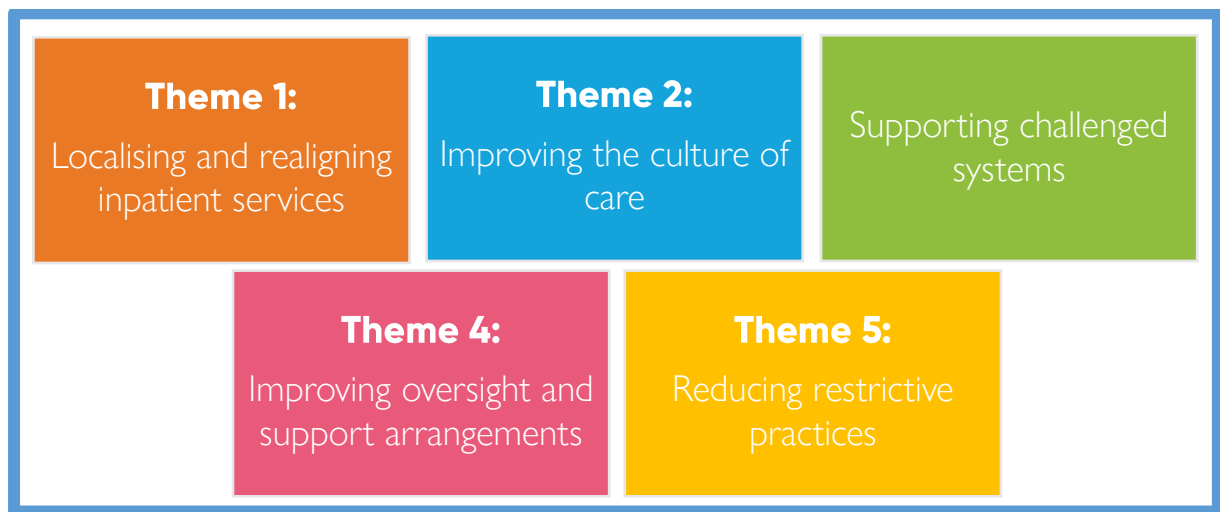 Theme 1:
Localising and realigning
inpatient services
Theme 2:
Improving the culture of
care
Supporting challenged
systems
Theme 4:
Improving oversight and
support arrangements
Theme 5:
Reducing restrictive
practices